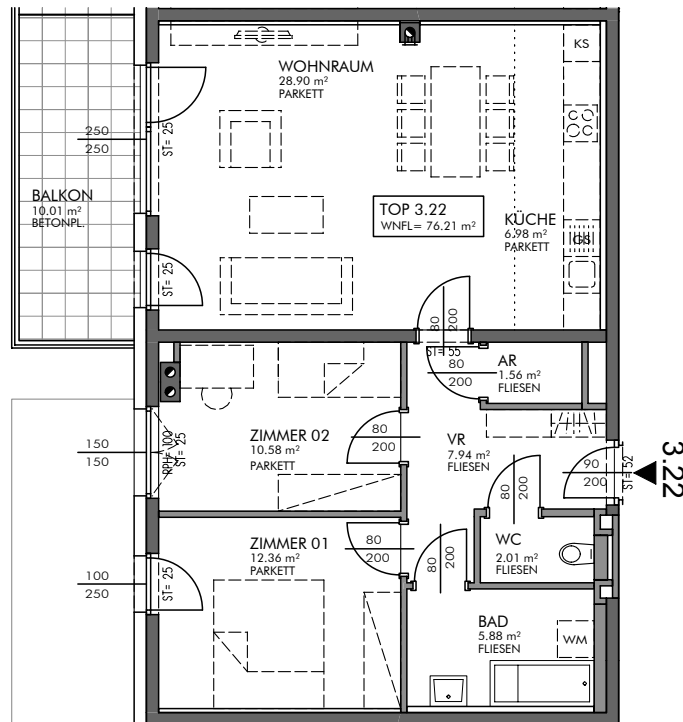 KS
WOHNRAUM
28.90 m²
PARKETT
250
250
ST= 25
BALKON
10.01 m²
BETONPL.
TOP 3.22
WNFL= 76.21 m²
KÜCHE
6.98 m²
PARKETT
GS
ST= 25
80
200
ST= 55
80
200
AR
1.56 m²
FLIESEN
ZIMMER 02
10.58 m²
PARKETT
80
200
VR
7.94 m²
FLIESEN
150
150
RPH= 100
ST= 25
90
200
ST= 52
3.22
80
200
ZIMMER 01
12.36 m²
PARKETT
80
200
WC
2.01 m²
FLIESEN
80
200
100
250
ST= 25
BAD
5.88 m²
FLIESEN
WM